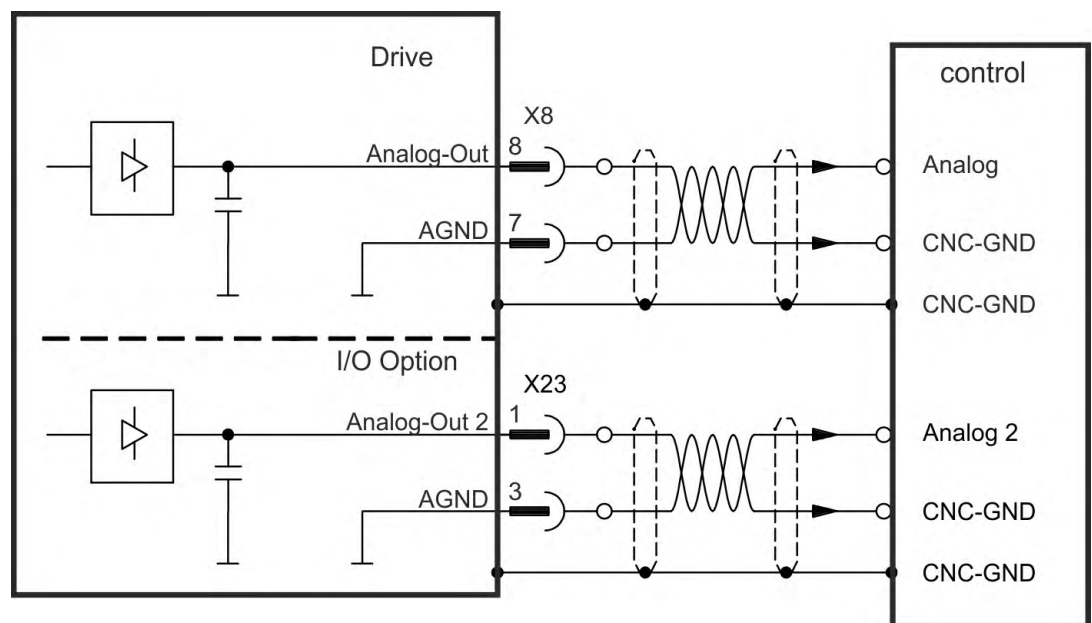 Drive
control
X8
Analog-Out 8 Analog
AGND 7 CNC-GND
CNC-GND
I/O Option
X23
Analog-Out 2 1 Analog 2
AGND 3 CNC-GND
CNC-GND